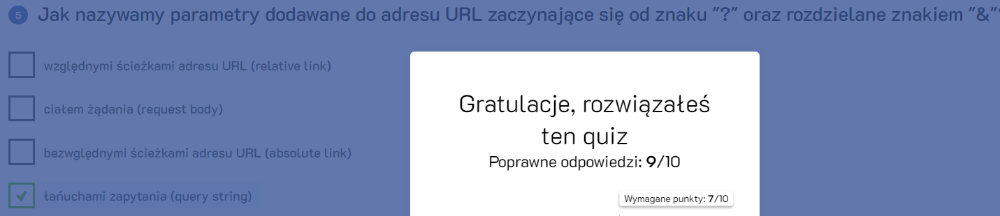 5 Jak nazywamy parametry dodawane do adresu URL zaczynające się od znaku "?" oraz rozdzielane znakiem "&"?
względnymi ścieżkami adresu URL (relative link)
ciałem żądania (request body)
bezwględnymi ścieżkami adresu URL (absolute link)
łańuchami zapytania (query string)
Gratulacje, rozwiązałeś
ten quiz
Poprawne odpowiedzi: 9/10
Wymagane punkty: 7/10